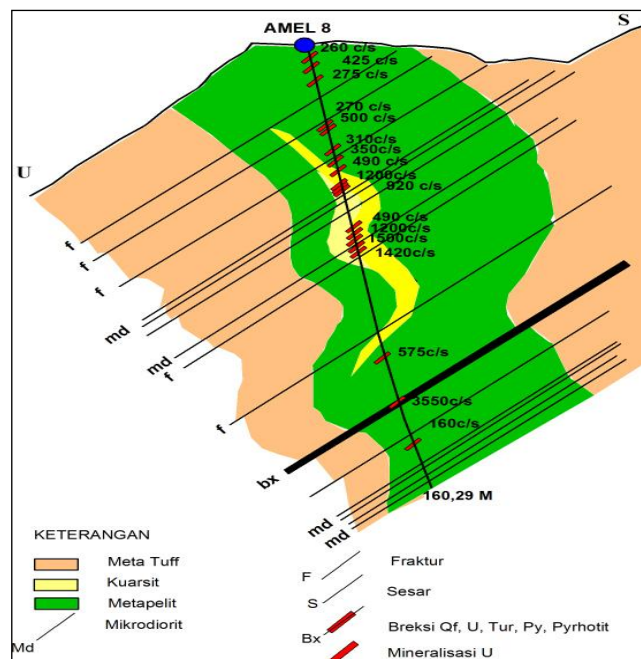 AMEL 8
S
260 c/s
425 c/s
275 c/s
270 c/s
500 c/s
310c/s
350c/s
490 c/s
1200c/s
920 c/s
U
490 c/s
1200c/s
1500c/s
1420c/s
f
f
f
md
md
f
575c/s
f
3550c/s
160c/s
bx
160,29 M
md
md
KETERANGAN
Meta Tuff
Kuarsit
Metapelit
Md
Mikrodiorit
F
Fraktur
S
Sesar
Bx
Breksi Qf, U, Tur, Py, Pyrhotit
Mineralisasi U